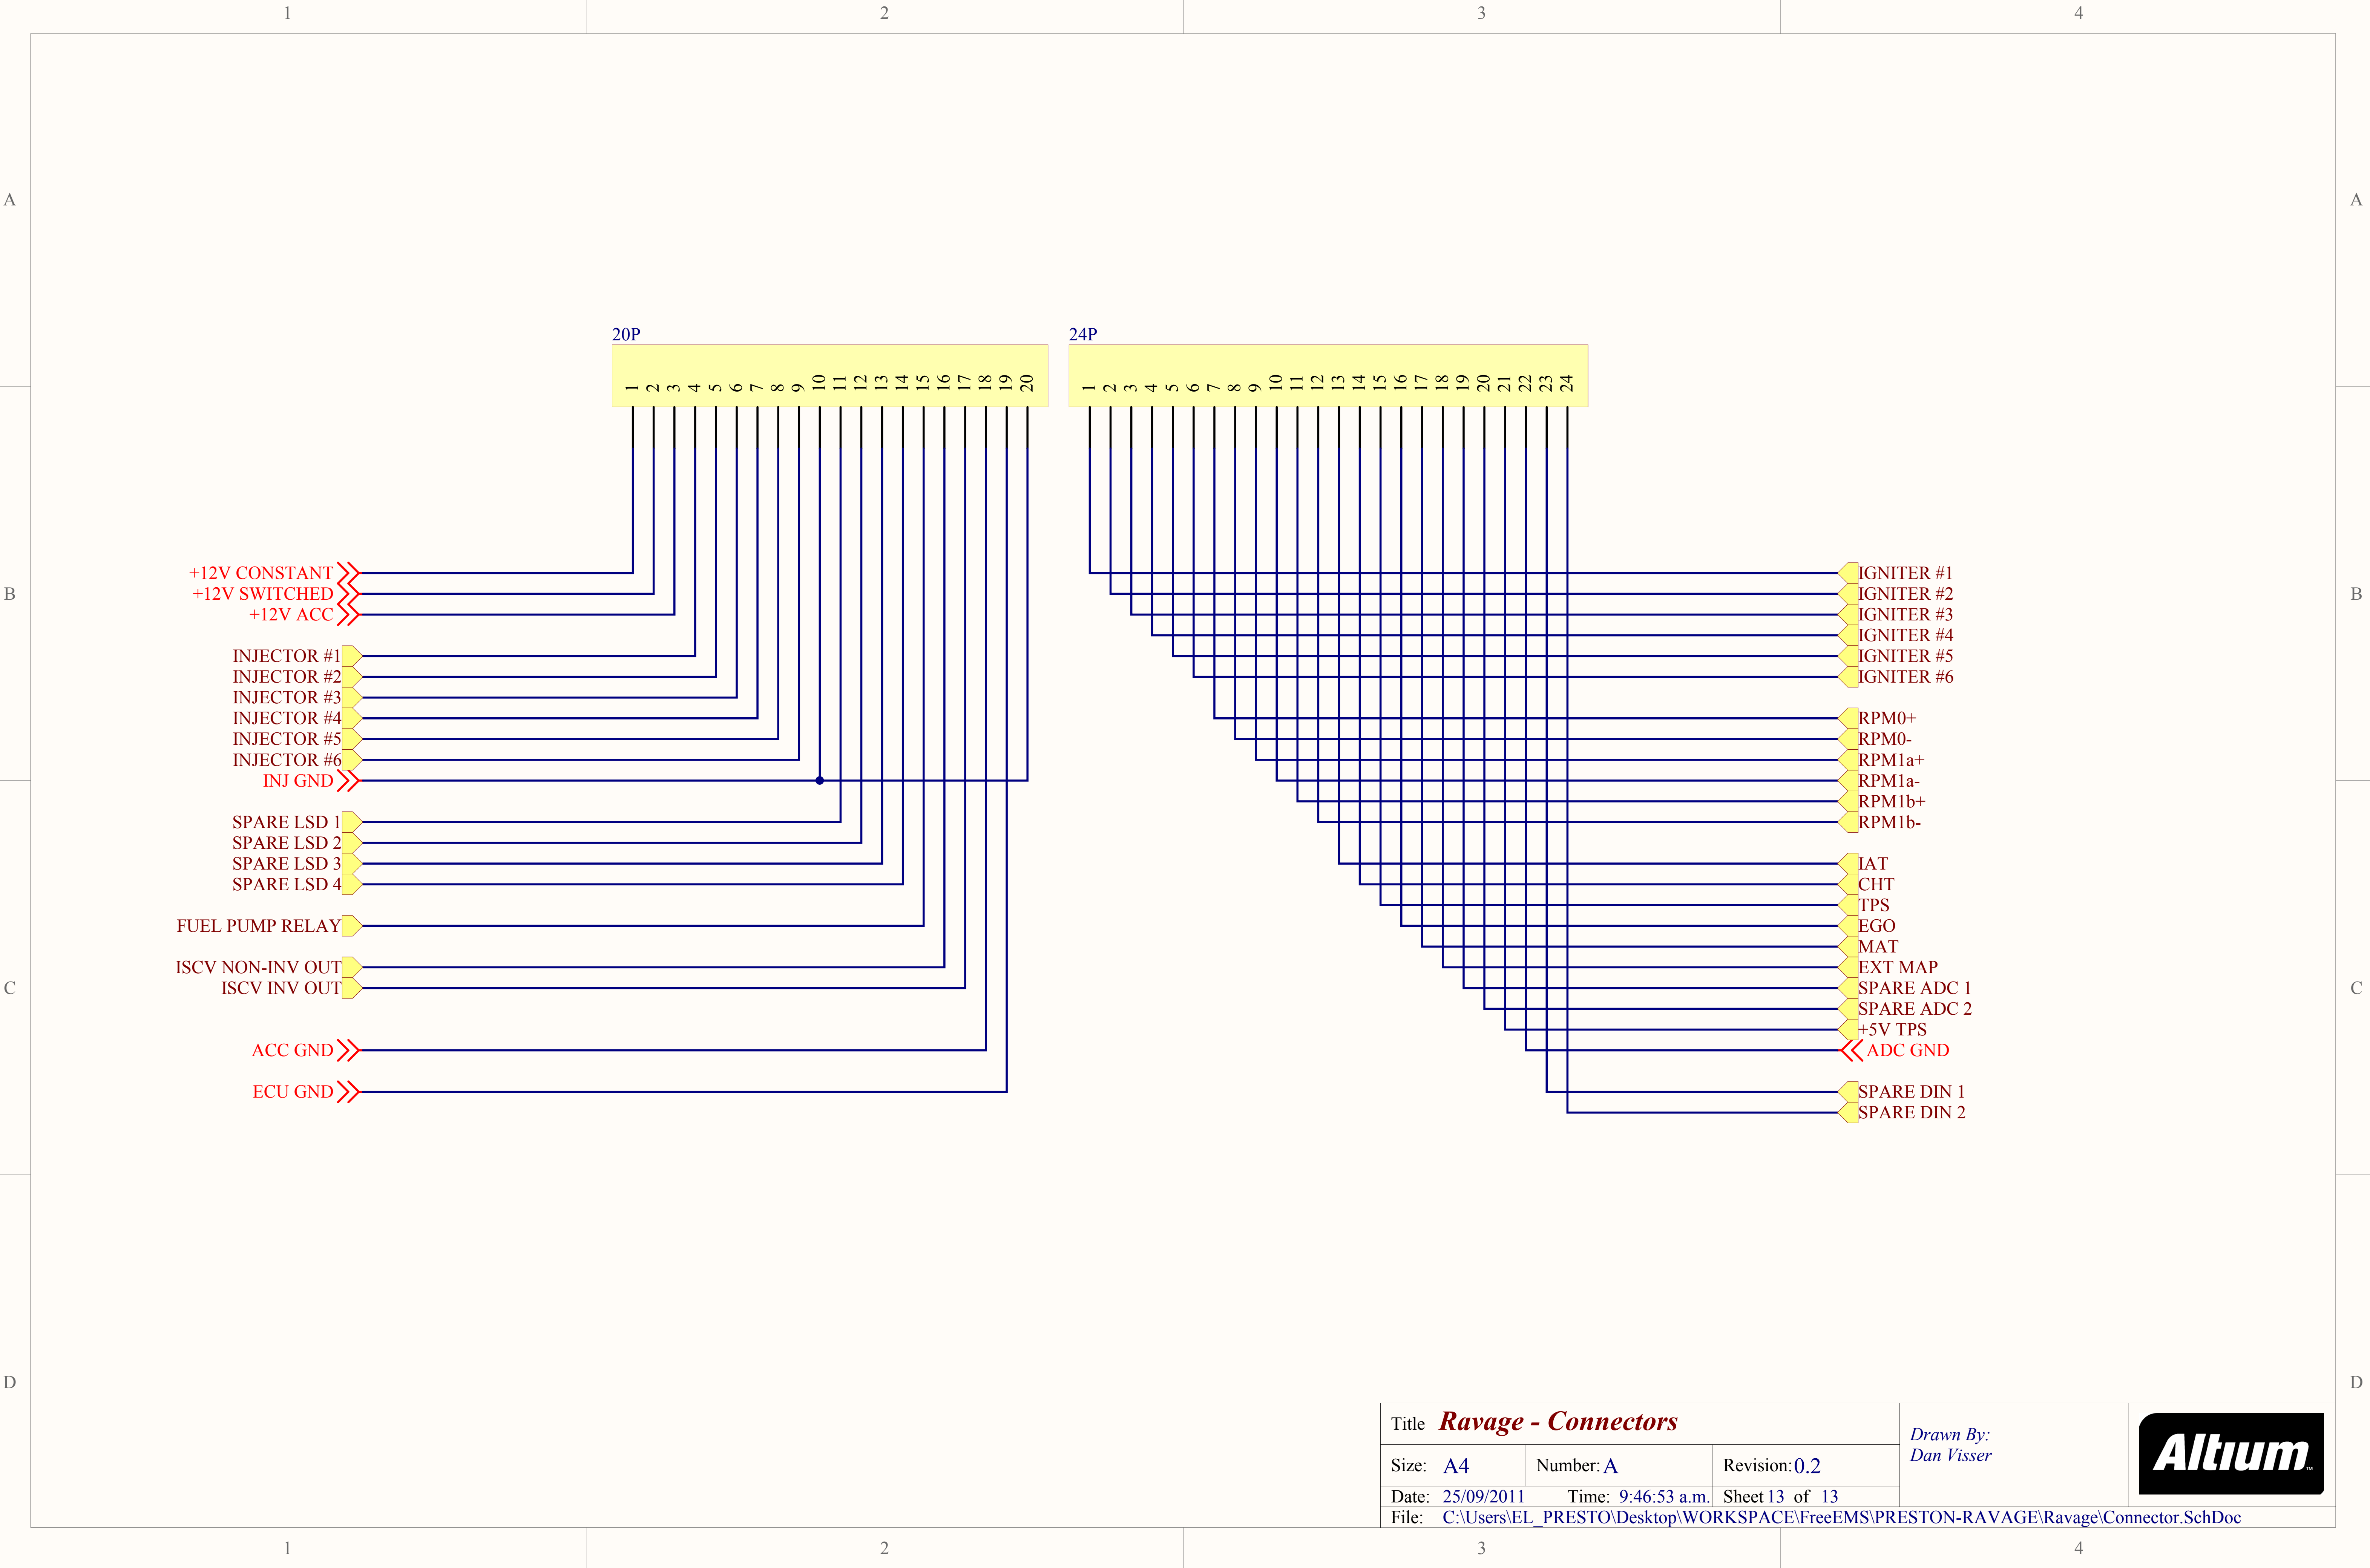 1 2 3 4
A A
20P 24P
1 2 3 4 5 6 7 8 9 10 11 12 13 14 15 16 17 18 19 20
1 2 3 4 5 6 7 8 9 10 11 12 13 14 15 16 17 18 19 20 21 22 23 24
+12V CONSTANT
+12V SWITCHED
+12V ACC
INJECTOR #1
INJECTOR #2
INJECTOR #3
INJECTOR #4
INJECTOR #5
INJECTOR #6
INJ GND
SPARE LSD 1
SPARE LSD 2
SPARE LSD 3
SPARE LSD 4
FUEL PUMP RELAY
ISCV NON-INV OUT
ISCV INV OUT
ACC GND
ECU GND
IGNITER #1
IGNITER #2
IGNITER #3
IGNITER #4
IGNITER #5
IGNITER #6
RPM0+
RPM0-
RPM1a+
RPM1a-
RPM1b+
RPM1b-
IAT
CHT
TPS
EGO
MAT
EXT MAP
SPARE ADC 1
SPARE ADC 2
+5V TPS
ADC GND
SPARE DIN 1
SPARE DIN 2
B B
C C
D D
Title Ravage - Connectors
Size: A4 Number: A Revision: 0.2
Date: 25/09/2011 Time: 9:46:53 a.m. Sheet 13 of 13
File: C:\Users\EL_PRESTO\Desktop\WORKSPACE\FreeEMS\PRESTON-RAVAGE\Ravage\Connector.SchDoc
Drawn By:
Dan Visser
Altium™
1 2 3 4